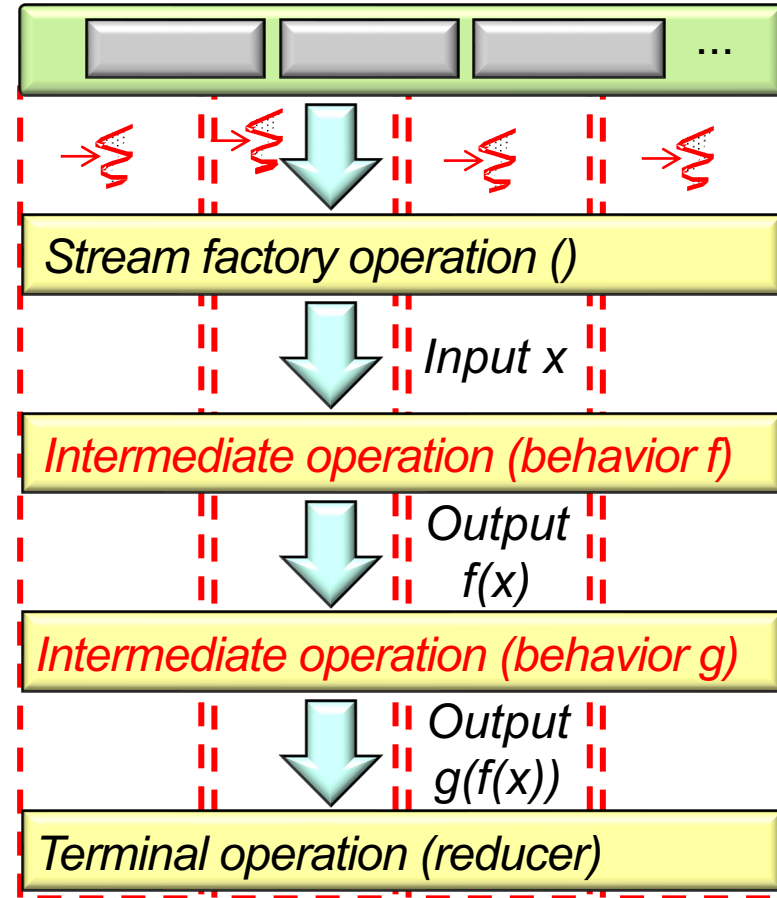 ...
Stream factory operation ()
Input x
Intermediate operation (behavior f)
Output
f(x)
Intermediate operation (behavior g)
Output
g(f(x))
Terminal operation (reducer)